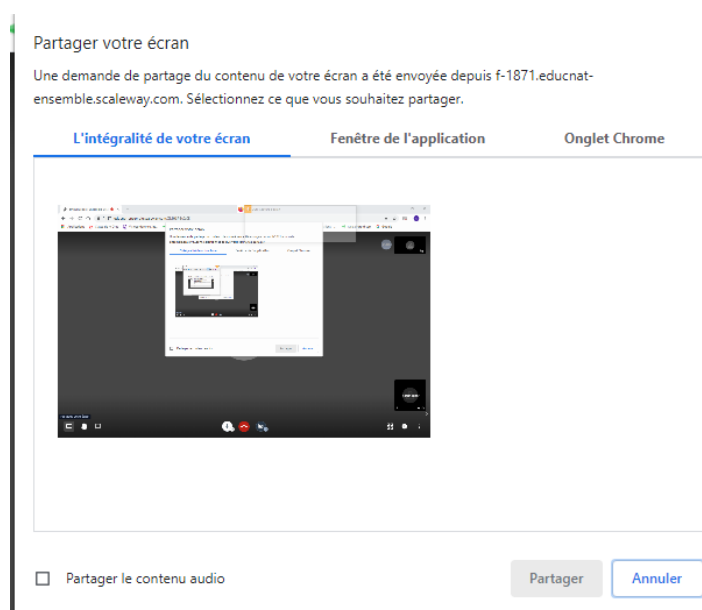 Partager votre écran
Une demande de partage du contenu de votre écran a été envoyée depuis f-1871.educnat-
ensemble.scaleway.com. Sélectionnez ce que vous souhaitez partager.
L'intégralité de votre écran
Fenêtre de l'application
Onglet Chrome
Partager le contenu audio
Partager
Annuler